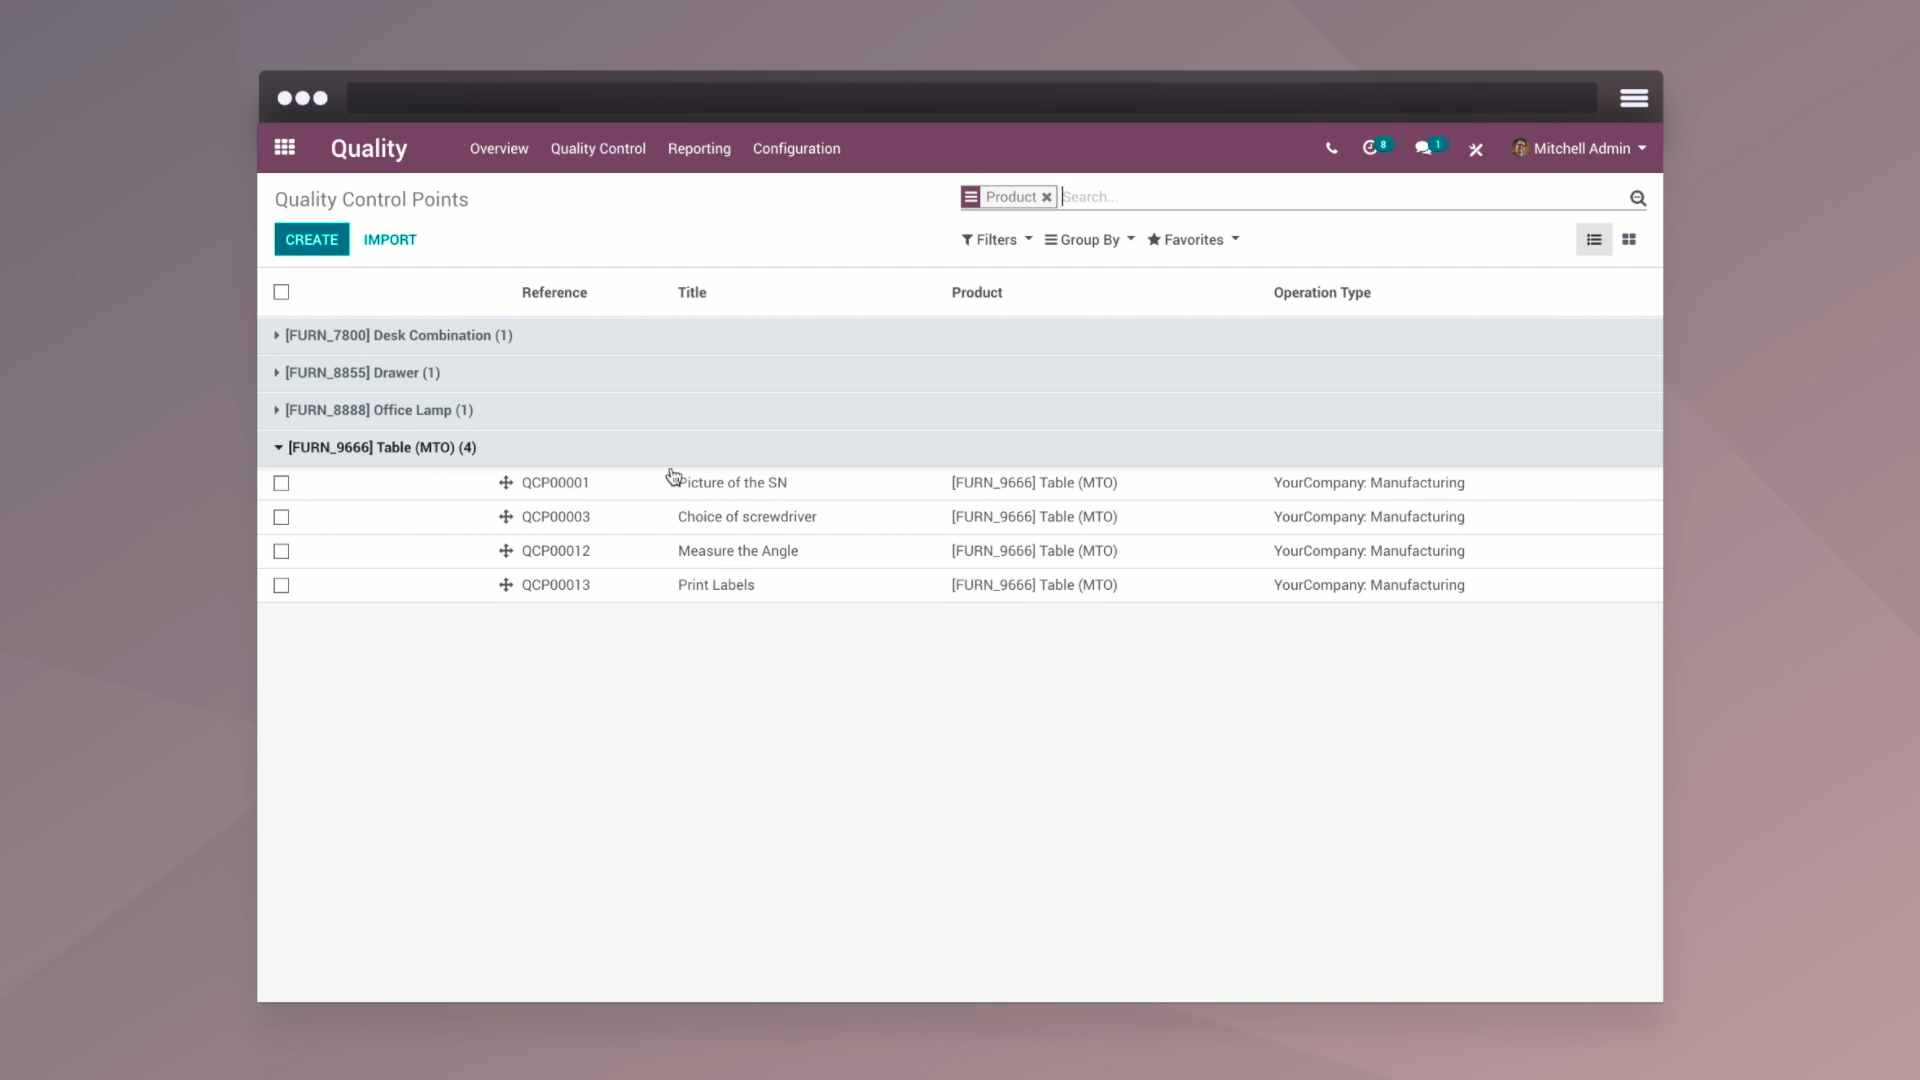 Quality Overview Quality Control Reporting Configuration 8 1 Mitchell Admin
Quality Control Points Product Search...
CREATE IMPORT Filters Group By Favorites
Reference Title Product Operation Type
[FURN_7800] Desk Combination (1)
[FURN_8855] Drawer (1)
[FURN_8888] Office Lamp (1)
[FURN_9666] Table (MTO) (4)
QCP00001 Picture of the SN [FURN_9666] Table (MTO) YourCompany: Manufacturing
QCP00003 Choice of screwdriver [FURN_9666] Table (MTO) YourCompany: Manufacturing
QCP00012 Measure the Angle [FURN_9666] Table (MTO) YourCompany: Manufacturing
QCP00013 Print Labels [FURN_9666] Table (MTO) YourCompany: Manufacturing